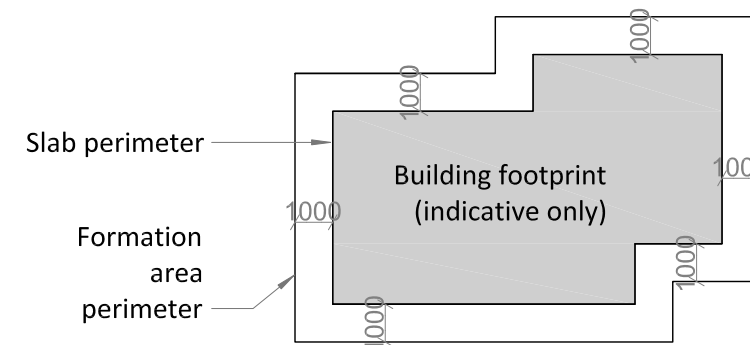 1000
1000
Slab perimeter
Building footprint
(indicative only)
1000
Formation
area
perimeter
1000
1000